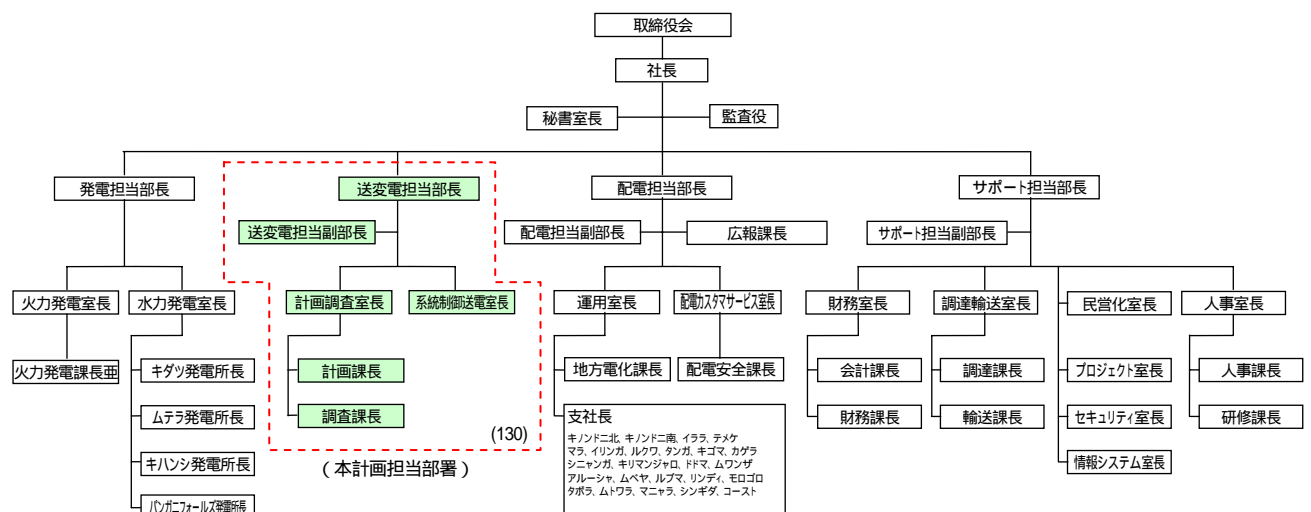 取締役会
社長
秘書室長
監査役
発電担当部長
送変電担当部長
配電担当部長
サポート担当部長
送変電担当副部長
配電担当副部長
広報課長
サポート担当副部長
火力発電室長
水力発電室長
計画調査室長
系統制御送電室長
運用室長
配電カスタマサービス室長
財務室長
調達輸送室長
民営化室長
人事室長
火力発電課長亜
キダツ発電所長
計画課長
地方電化課長
配電安全課長
会計課長
調達課長
プロジェクト室長
人事課長
ムテラ発電所長
調査課長
支社長
財務課長
輸送課長
セキュリティ室長
研修課長
(130)
キノンドニ北, キノンドニ南, イララ, テメケ
マラ, イリンガ, ルクワ, タンガ, キゴマ, カゲラ
シニャンガ, キリマンジャロ, ドドマ, ムワンザ
アルーシャ, ムベヤ, ルブマ, リンディ, モロゴロ
タボラ, ムトワラ, マニャラ, シンギダ, コースト
キハンシ発電所長
(本計画担当部署)
情報システム室長
パンガニフォールズ発電所長